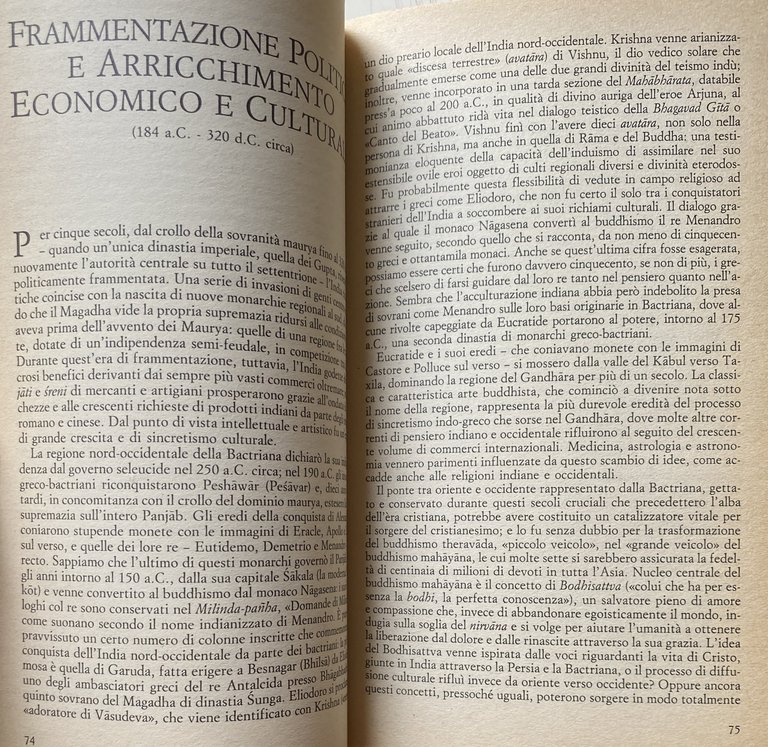 FRAMMENTAZIONE POLITIC
E ARRICCHIMENTO
ECONOMICO E CULTURA
(184 a.C. - 320 d.C. circa)
Per cinque secoli, dal crollo della sovranità maurya fino al
– quando un'unica dinastia imperiale, quella dei Gupta,
nuovamente l'autorità centrale su tutto il settentrione – l'India
politicamente frammentata. Una serie di invasioni di genti
tiche coincise con la nascita di nuove monarchie regionali al sud
do che il Magadha vide la propria supremazia ridursi alle condizio
aveva prima dell'avvento dei Maurya: quelle di una regione fra
te, dotate di un'indipendenza semi-feudale, in competizione
Durante quest'era di frammentazione, tuttavia, l'India godette
crosi benefici derivanti dai sempre più vasti commerci oltremare
jāti e śreni di mercanti e artigiani prosperarono grazie all'ondata
chezze e alle crescenti richieste di prodotti indiani da parte degli
romano e cinese. Dal punto di vista intellettuale e artistico fu un
di grande crescita e di sincretismo culturale.
La regione nord-occidentale della Bactriana dichiarò la sua
denza dal governo seleucide nel 250 a.C. circa; nel 190 a.C. gli
greco-bactriani riconquistarono Peshāwār (Peśāvar) e, dieci anni
tardi, in concomitanza con il crollo del dominio maurya, estesero
supremazia sull'intero Panjāb. Gli eredi della conquista di Ales
coniarono stupende monete con le immagini di Eracle, Apollo
sul verso, e quelle dei loro re – Eutidemo, Demetrio e Menandro
recto. Sappiamo che l'ultimo di questi monarchi governò il Panjāb
gli anni intorno al 150 a.C., dalla sua capitale Sākala (la moderna
kōt) e venne convertito al buddhismo dal monaco Nāgasena: i
loghi col re sono conservati nel Milinda-pañha, «Domande di Mil
come suonano secondo il nome indianizzato di Menandro. È
pravvissuto un certo numero di colonne inscritte che commemo
conquista dell'India nord-occidentale da parte dei bactriani: la
mosa è quella di Garuda, fatta erigere a Besnagar (Bhīlsā) da El
uno degli ambasciatori greci del re Antalcida presso Bhāgabha
quinto sovrano del Magadha di dinastia Śunga. Eliodoro si pro
«adoratore di Vāsudeva», che viene identificato con Krishna
74
un dio preario locale dell'India nord-occidentale. Krishna venne arianizza-
to quale «discesa terrestre» (avatāra) di Vishnu, il dio vedico solare che
gradualmente emerse come una delle due grandi divinità del teismo indù;
inoltre, venne incorporato in una tarda sezione del Mahābhārata, databile
press'a poco al 200 a.C., in qualità di divino auriga dell'eroe Arjuna, al
cui animo abbattuto ridà vita nel dialogo teistico della Bhagavad Gītā o
«Canto del Beato». Vishnu finì con l'avere dieci avatāra, non solo nella
persona di Krishna, ma anche in quella di Rāma e del Buddha: una testi-
monianza eloquente della capacità dell'induismo di assimilare nel suo
estensibile ovile eroi oggetto di culti regionali diversi e divinità eterodos-
se. Fu probabilmente questa flessibilità di vedute in campo religioso ad
attrarre i greci come Eliodoro, che non fu certo il solo tra i conquistatori
stranieri dell'India a soccombere ai suoi richiami culturali. Il dialogo gra-
zie al quale il monaco Nāgasena convertì al buddhismo il re Menandro
venne seguito, secondo quello che si racconta, da non meno di cinquecen-
to greci e ottantamila monaci. Anche se quest'ultima cifra fosse esagerata,
possiamo essere certi che furono davvero cinquecento, se non di più, i gre-
ci che scelsero di farsi guidare dal loro re tanto nel pensiero quanto nell'a-
zione. Sembra che l'acculturazione indiana abbia però indebolito la presa
di sovrani come Menandro sulle loro basi originarie in Bactriana, dove al-
cune rivolte capeggiate da Eucratide portarono al potere, intorno al 175
a.C., una seconda dinastia di monarchi greco-bactriani.
Eucratide e i suoi eredi – che coniavano monete con le immagini di
Castore e Polluce sul verso – si mossero dalla valle del Kābul verso Ta-
xila, dominando la regione del Gandhāra per più di un secolo. La classi-
ca e caratteristica arte buddhista, che cominciò a divenire nota sotto
il nome della regione, rappresenta la più durevole eredità del processo
di sincretismo indo-greco che sorse nel Gandhāra, dove molte altre cor-
renti di pensiero indiano e occidentale rifluirono al seguito del crescen-
te volume di commerci internazionali. Medicina, astrologia e astrono-
mia vennero parimenti influenzate da questo scambio di idee, come ac-
cadde anche alle religioni indiane e occidentali.
Il ponte tra oriente e occidente rappresentato dalla Bactriana, getta-
to e conservato durante questi secoli cruciali che precedettero l'alba
dell'èra cristiana, potrebbe avere costituito un catalizzatore vitale per
il sorgere del cristianesimo; e lo fu senza dubbio per la trasformazione
del buddhismo theravāda, «piccolo veicolo», nel «grande veicolo» del
buddhismo mahāyāna, le cui molte sette si sarebbero assicurata la fedel-
tà di centinaia di milioni di devoti in tutta l'Asia. Nucleo centrale del
buddhismo mahāyāna è il concetto di Bodhisattva («colui che ha per es-
senza la bodhi, la perfetta conoscenza»), un salvatore pieno di amore
e compassione che, invece di abbandonare egoisticamente il mondo, in-
dugia sulla soglia del nirvāna e si volge per aiutare l'umanità a ottenere
la liberazione dal dolore e dalle rinascite attraverso la sua grazia. L'idea
del Bodhisattva venne ispirata dalle voci riguardanti la vita di Cristo,
giunte in India attraverso la Persia e la Bactriana, o il processo di diffu-
sione culturale rifluì invece da oriente verso occidente? Oppure ancora
questi concetti, pressoché uguali, poterono sorgere in modo totalmente
75